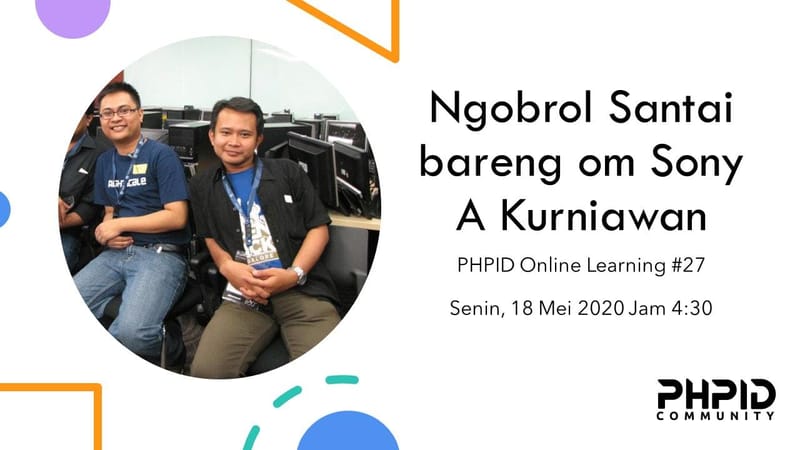 Ngobrol Santai
bareng om Sony
A Kurniawan
PHPID Online Learning #27
Senin, 18 Mei 2020 Jam 4:30
PHPID
COMMUNITY